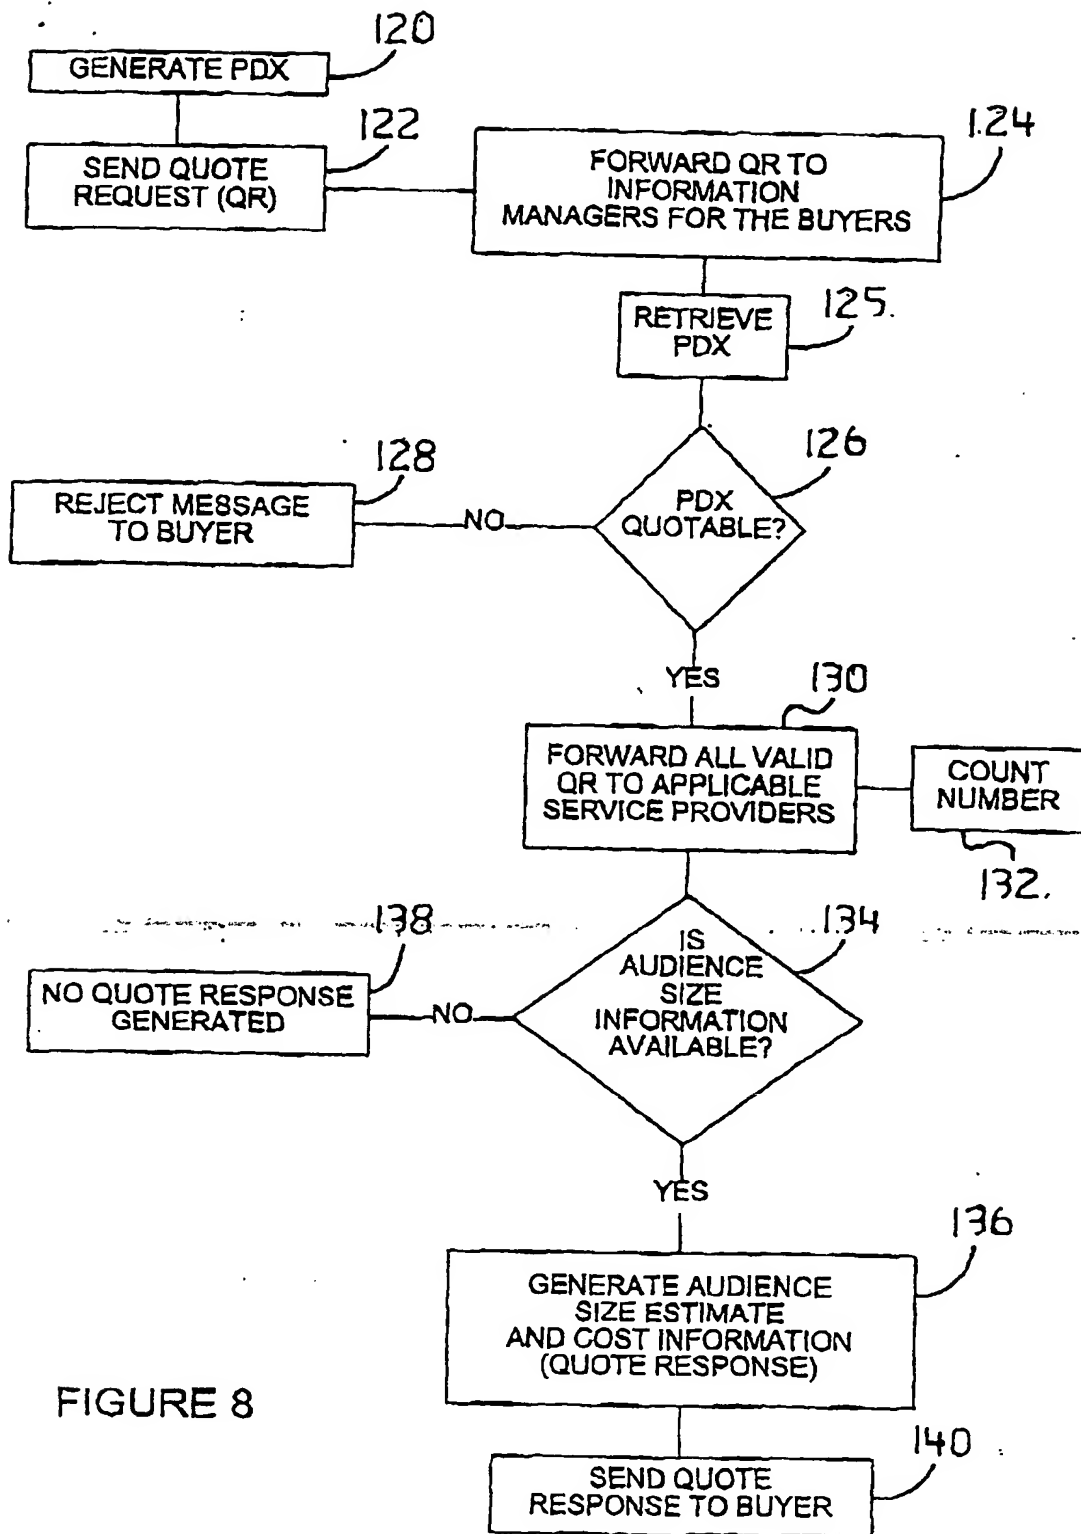 120
GENERATE PDX
122
SEND QUOTE
REQUEST (QR)
124
FORWARD QR TO
INFORMATION
MANAGERS FOR THE BUYERS
125.
RETRIEVE
PDX
126
PDX
QUOTABLE?
128
REJECT MESSAGE
TO BUYER
NO
YES
130
FORWARD ALL VALID
QR TO APPLICABLE
SERVICE PROVIDERS
COUNT
NUMBER
132.
134
IS
AUDIENCE
SIZE
INFORMATION
AVAILABLE?
138
NO QUOTE RESPONSE
GENERATED
NO
YES
136
GENERATE AUDIENCE
SIZE ESTIMATE
AND COST INFORMATION
(QUOTE RESPONSE)
FIGURE 8
140
SEND QUOTE
RESPONSE TO BUYER